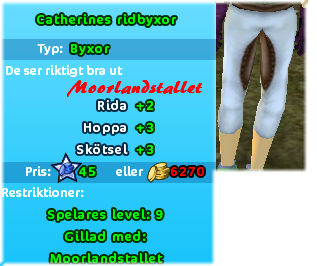 Catherines ridbyxor
Typ: Byxor
De ser riktigt bra ut
Moorlandstallet
Rida +2
Hoppa +3
Skötsel +3
Pris: 45 eller 6270
Restriktioner:
Spelares level: 9
Gillad med:
Moorlandstallet